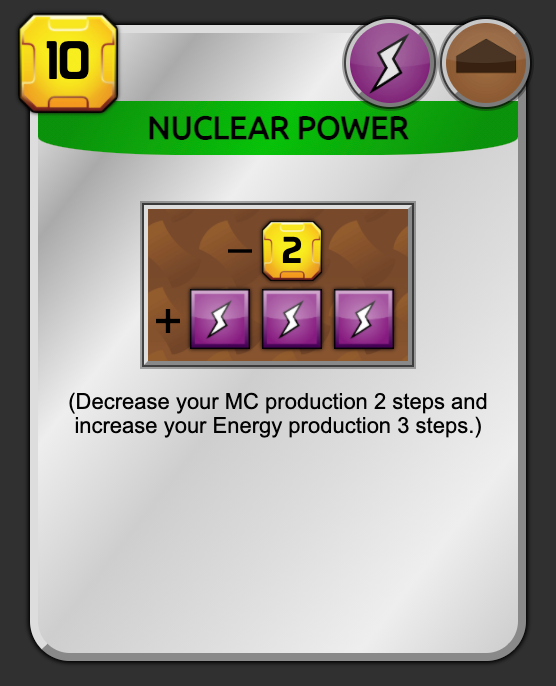 10
NUCLEAR POWER
− 2
+
(Decrease your MC production 2 steps and
increase your Energy production 3 steps.)